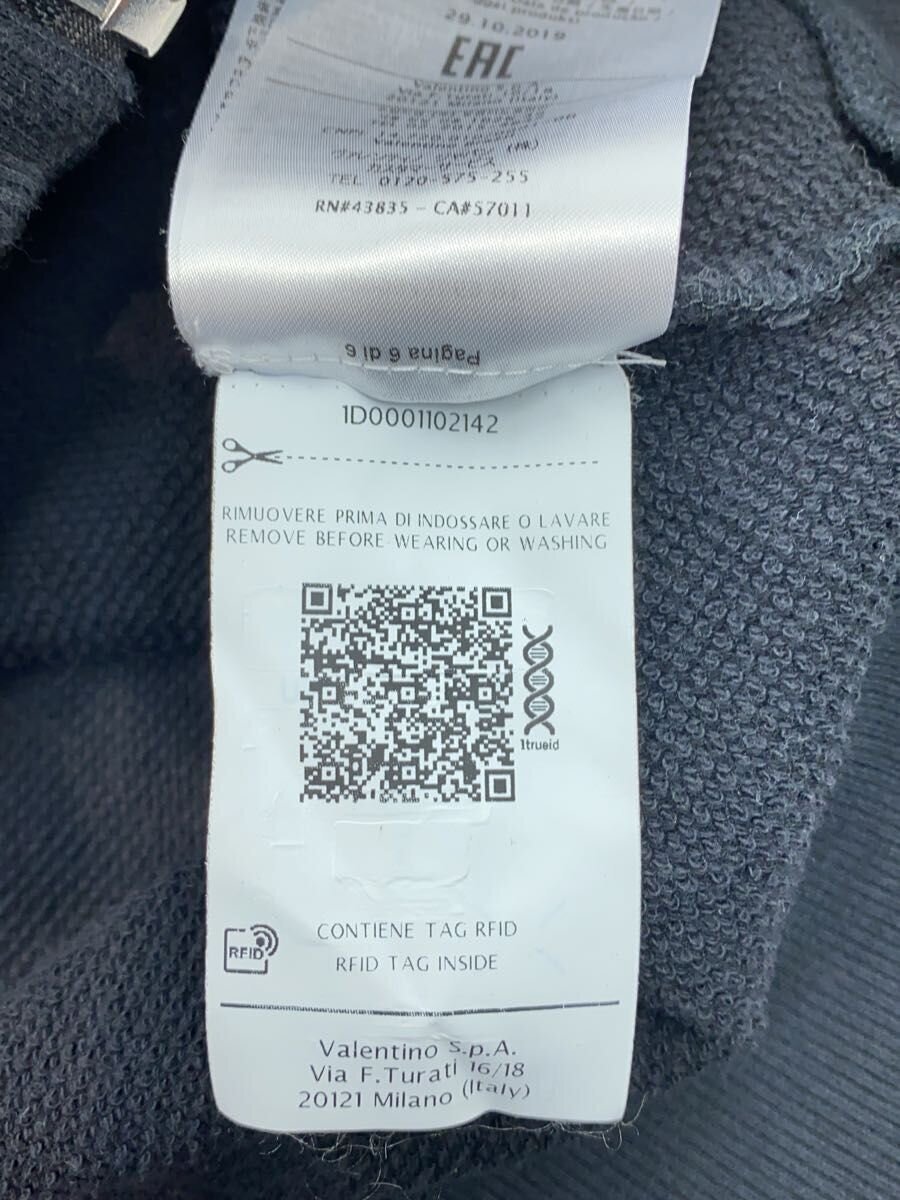 29.10.2019
EAC
Valentino S.p.A.
TEL 0120-575-255
RN#43835 - CA#57011
Pagina 6 di 6
1D0001102142
RIMUOVERE PRIMA DI INDOSSARE O LAVARE
REMOVE BEFORE WEARING OR WASHING
1trueid
RFID
CONTIENE TAG RFID
RFID TAG INSIDE
Valentino S.p.A.
Via F.Turati 16/18
20121 Milano (Italy)